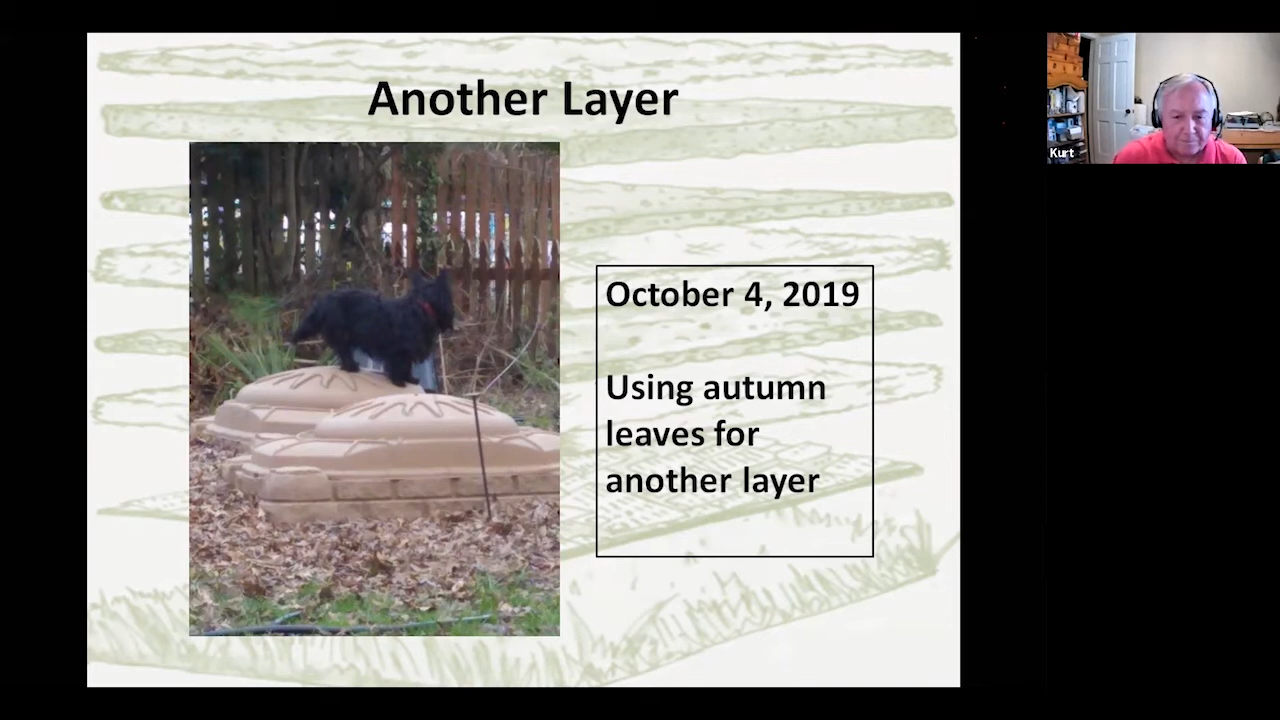 Another Layer
October 4, 2019
Using autumn
leaves for
another layer
Kurt